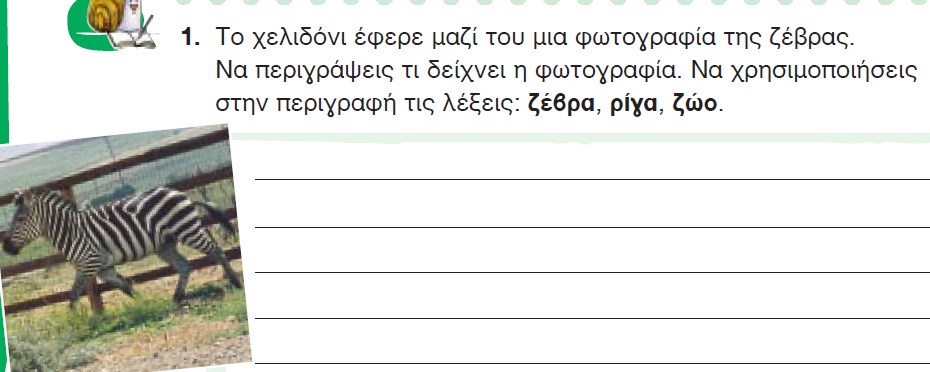 1. Το χελιδόνι έφερε μαζί του μια φωτογραφία της ζέβρας.
Να περιγράψεις τι δείχνει η φωτογραφία. Να χρησιμοποιήσεις
στην περιγραφή τις λέξεις: ζέβρα, ρίγα, ζώο.